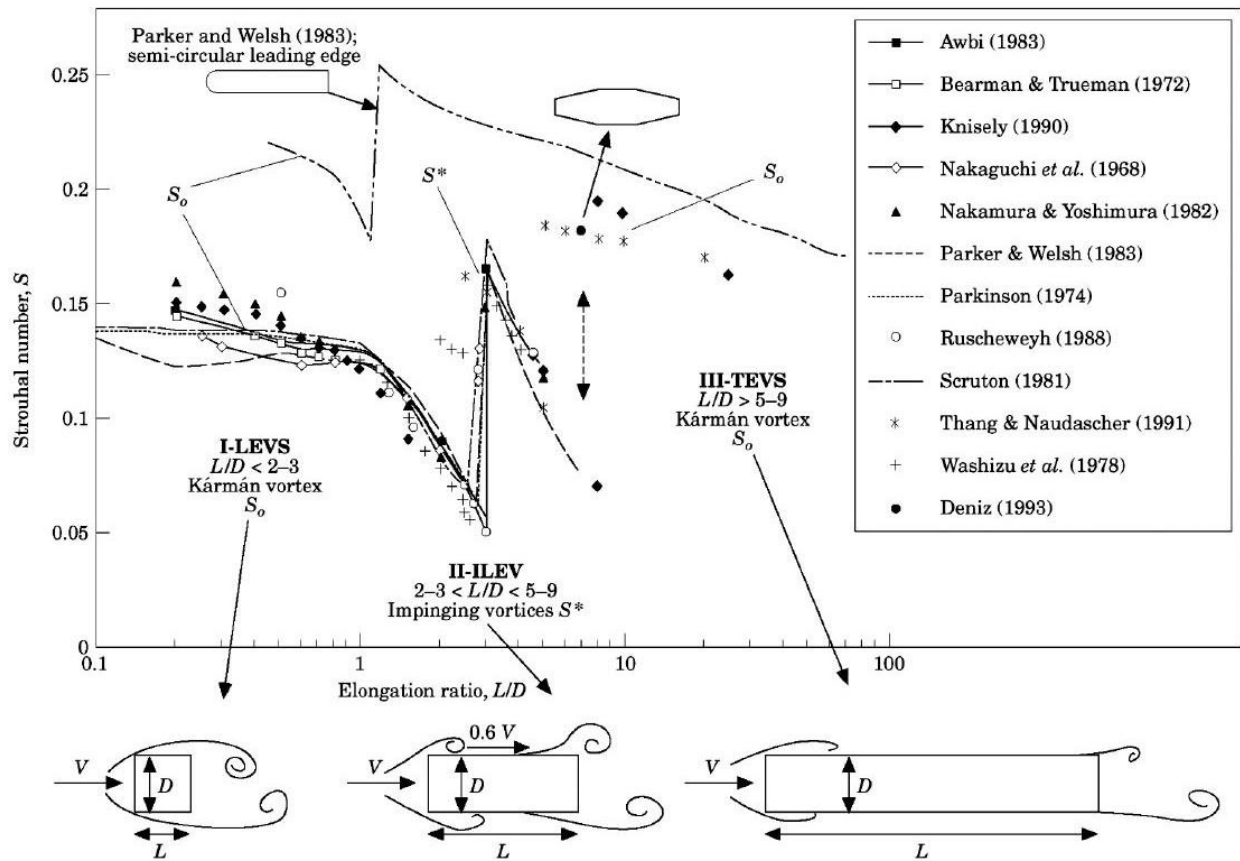 Parker and Welsh (1983);
semi-circular leading edge
0.25
0.2
0.15
0.1
0.05
0
Strouhal number, S
S_o
S*
S_o
I-LEVS
L/D < 2–3
Kármán vortex
S_o
II-ILEV
2–3 < L/D < 5–9
Impinging vortices S*
III-TEVS
L/D > 5–9
Kármán vortex
S_o
Awbi (1983)
Bearman & Trueman (1972)
Knisely (1990)
Nakaguchi et al. (1968)
Nakamura & Yoshimura (1982)
Parker & Welsh (1983)
Parkinson (1974)
Ruscheweyh (1988)
Scruton (1981)
Thang & Naudascher (1991)
Washizu et al. (1978)
Deniz (1993)
0.1 1 10 100
Elongation ratio, L/D
V
D
L
V
0.6 V
D
L
V
D
L